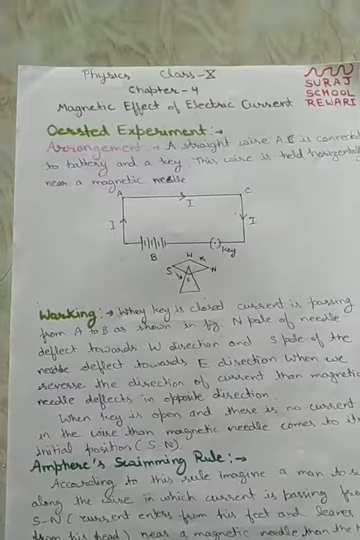 Physics Class-X
Chapter-4
Magnetic Effect of Electric Current
SURAJ
SCHOOL
REWARI
Oersted Experiment:→
Arrangement → A straight wire AC is connected
to battery and a key. This wire is held horizontally
near a magnetic needle
A C
I
I I
B key
W
S N
Warking:→ Whey key is closed current is passing
from A to B as shown in fig. N pole of needle
deflect towards W direction and S pole of the
needle deflect towards E direction When we
reverse the direction of current than magnetic
needle deflects in opposite direction.
When key is open and there is no current
in the wire than magnetic needle comes to its
initial position (S-N)
Amphere's Swimming Rule:→
According to this rule imagine a man to
along the wire in which current is passing from
S-N (current enters from his feet and leaves
from his head) near a magnetic needle than the